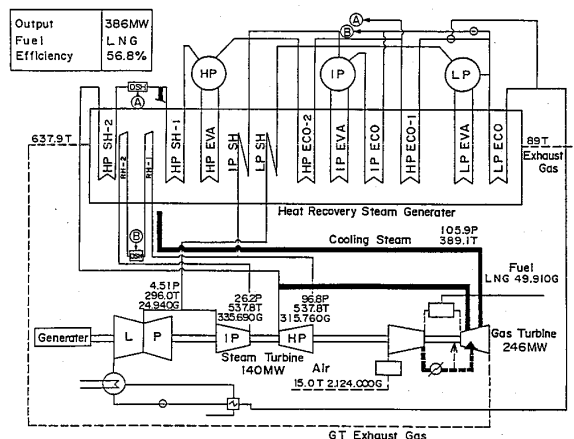 Output 386MW
Fuel LNG
Efficiency 56.8%
A
B
HP
IP
LP
DSH
A
637.9T
HP SH-2
RH-2
RH-1
HP SH-1
HP EVA
IP SH
LP SH
HP ECO-2
IP EVA
IP ECO
HP ECO-1
LP EVA
LP ECO
89T
Exhaust
Gas
Heat Recovery Steam Generator
B
DSH
Cooling Steam
105.9P
389.1T
Fuel
LNG 49.910G
4.51P
296.0T
24.940G
26.2P
537.8T
335.690G
96.8P
537.8T
315.760G
Generater
L P
IP
HP
Steam Turbine
140MW
Air
15.0T 2,124.000G
Gas Turbine
246MW
GT Exhaust Gas